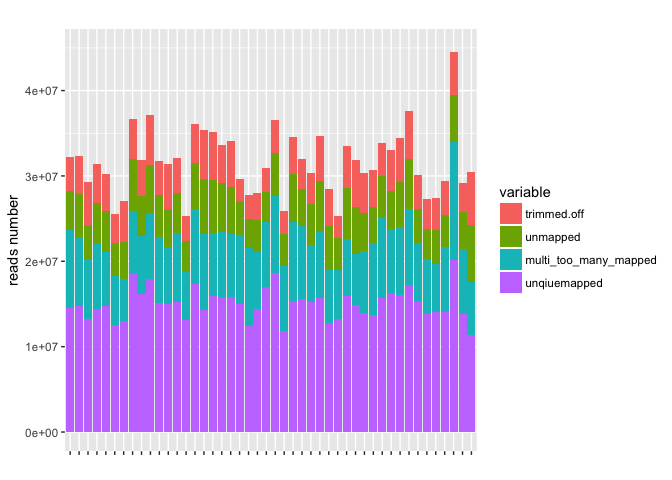 4e+07
3e+07
2e+07
1e+07
0e+00
reads number
variable
trimmed.off
unmapped
multi_too_many_mapped
unqiuemapped